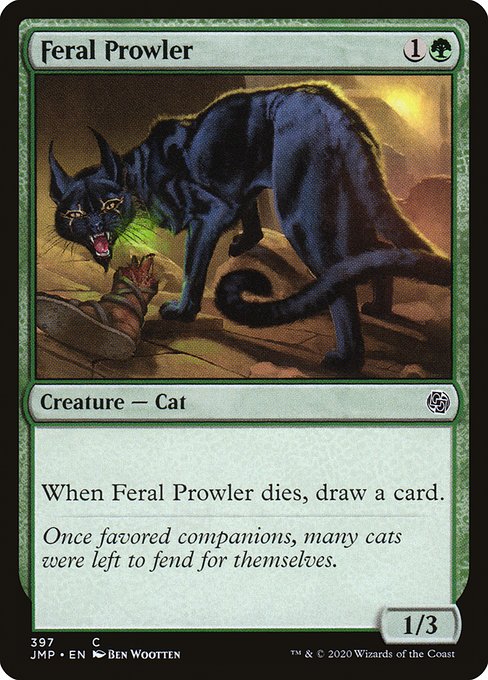 Feral Prowler 1
Creature — Cat
When Feral Prowler dies, draw a card.
Once favored companions, many cats
were left to fend for themselves.
1/3
397 C
JMP • EN Ben Wootten ™ & © 2020 Wizards of the Coast